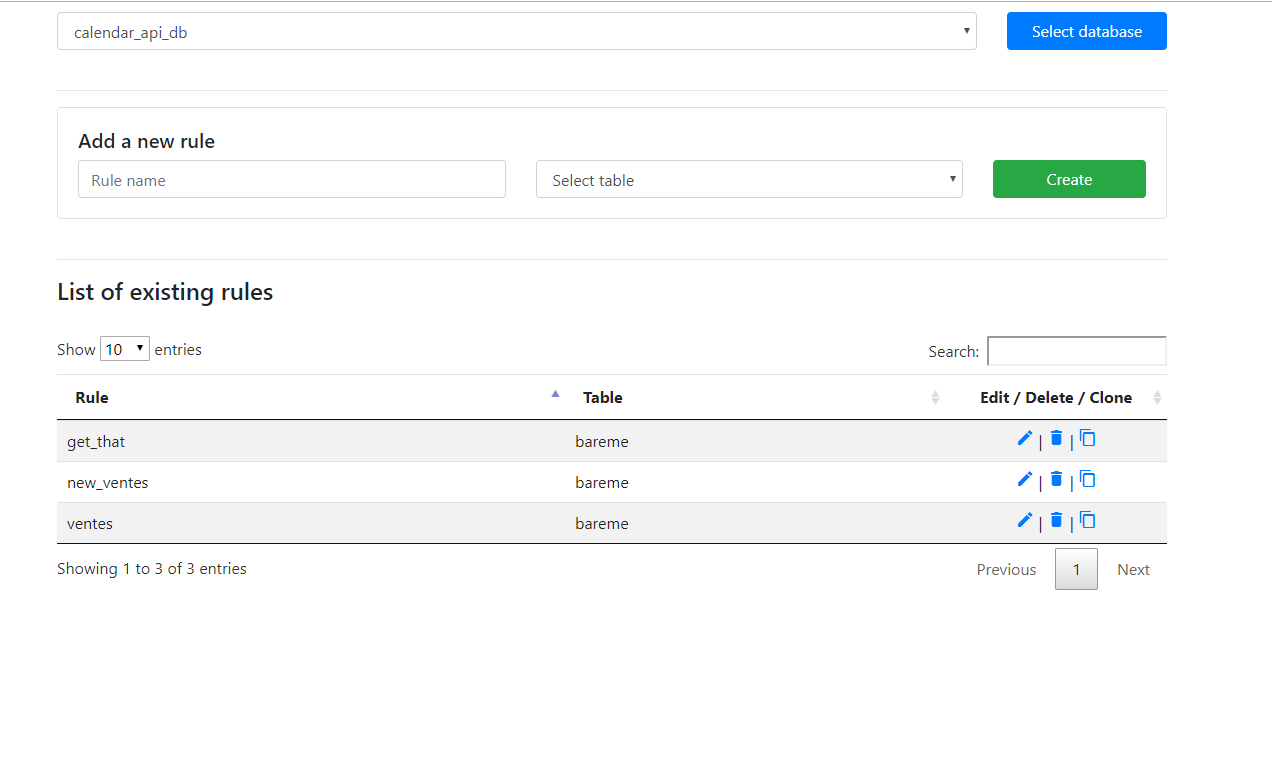 calendar_api_db Select database
Add a new rule
Rule name Select table Create
List of existing rules
Show 10 entries Search:
Rule Table Edit / Delete / Clone
get_that bareme | |
new_ventes bareme | |
ventes bareme | |
Showing 1 to 3 of 3 entries Previous 1 Next